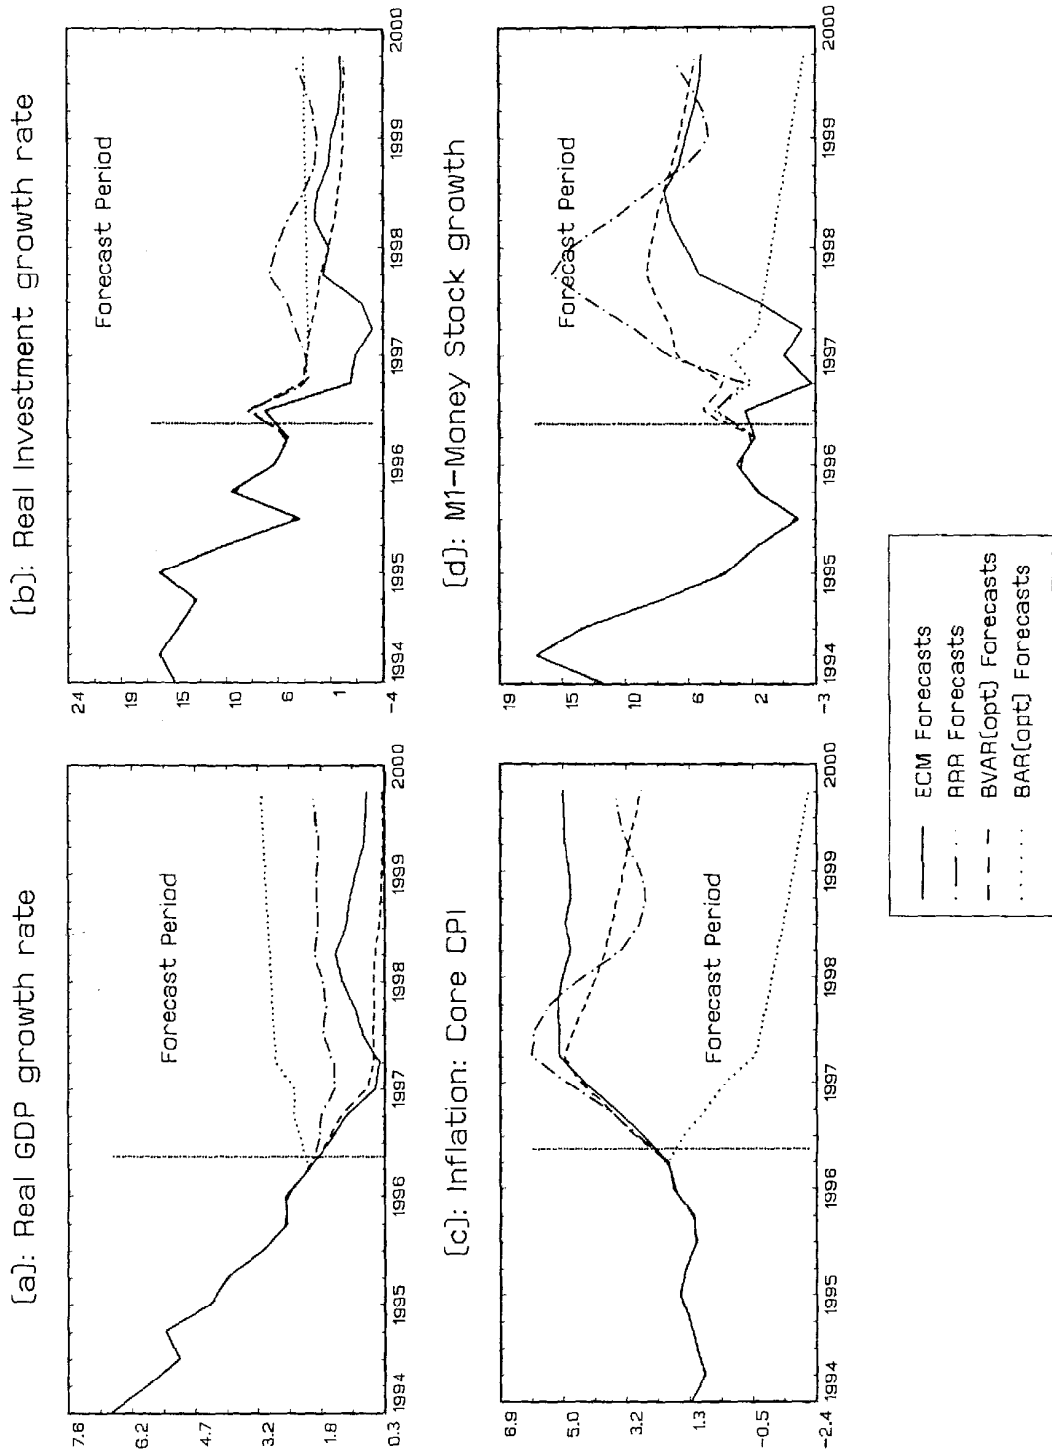 (a): Real GDP growth rate
7.6
6.2
4.7
3.2
1.8
0.3
Forecast Period
1994 1995 1996 1997 1998 1999 2000
(b): Real Investment growth rate
24
20
15
10
6
1
-4
Forecast Period
1994 1995 1996 1997 1998 1999 2000
(c): Inflation: Core CPI
6.9
5.0
3.2
1.3
-0.5
-2.4
Forecast Period
1994 1995 1996 1997 1998 1999 2000
(d): M1-Money Stock growth
19
15
10
6
2
-3
Forecast Period
1994 1995 1996 1997 1998 1999 2000
ECM Forecasts
RRR Forecasts
BVAR(opt) Forecasts
BAR(opt) Forecasts